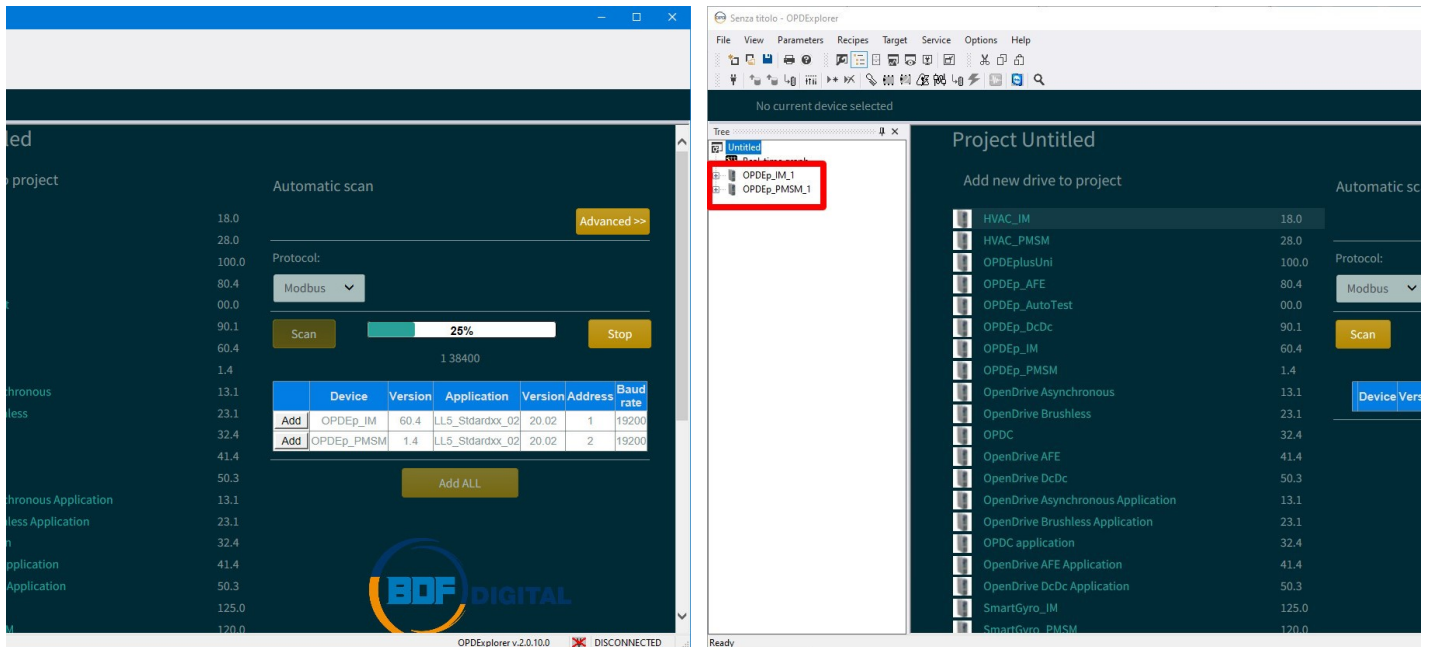 led
o project
Automatic scan
Advanced >>
Protocol:
Modbus
Scan
25%
Stop
1 38400
Device Version Application Version Address Baud rate
Add OPDEp_IM 60.4 LL5_Stdardxx_02 20.02 1 19200
Add OPDEp_PMSM 1.4 LL5_Stdardxx_02 20.02 2 19200
Add ALL
18.0
28.0
100.0
80.4
00.0
90.1
60.4
1.4
chronous 13.1
less 23.1
32.4
41.4
50.3
chronous Application 13.1
less Application 23.1
n 32.4
pplication 41.4
Application 50.3
125.0
M 120.0
BDF DIGITAL
OPDExplorer v.2.0.10.0 DISCONNECTED
Senza titolo - OPDExplorer
File View Parameters Recipes Target Service Options Help
No current device selected
Tree
Untitled
Real-time graph
OPDEp_IM_1
OPDEp_PMSM_1
Project Untitled
Add new drive to project
HVAC_IM 18.0
HVAC_PMSM 28.0
OPDEplusUni 100.0
OPDEp_AFE 80.4
OPDEp_AutoTest 00.0
OPDEp_DcDc 90.1
OPDEp_IM 60.4
OPDEp_PMSM 1.4
OpenDrive Asynchronous 13.1
OpenDrive Brushless 23.1
OPDC 32.4
OpenDrive AFE 41.4
OpenDrive DcDc 50.3
OpenDrive Asynchronous Application 13.1
OpenDrive Brushless Application 23.1
OPDC application 32.4
OpenDrive AFE Application 41.4
OpenDrive DcDc Application 50.3
SmartGyro_IM 125.0
SmartGyro_PMSM 120.0
Automatic sc
Protocol:
Modbus
Scan
Device Vers
Ready